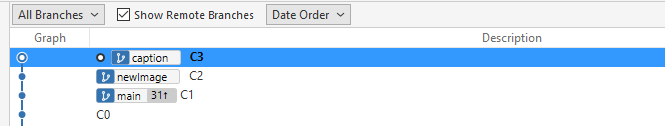 All Branches Show Remote Branches Date Order
Graph Description
caption C3
newImage C2
main 31↑ C1
C0